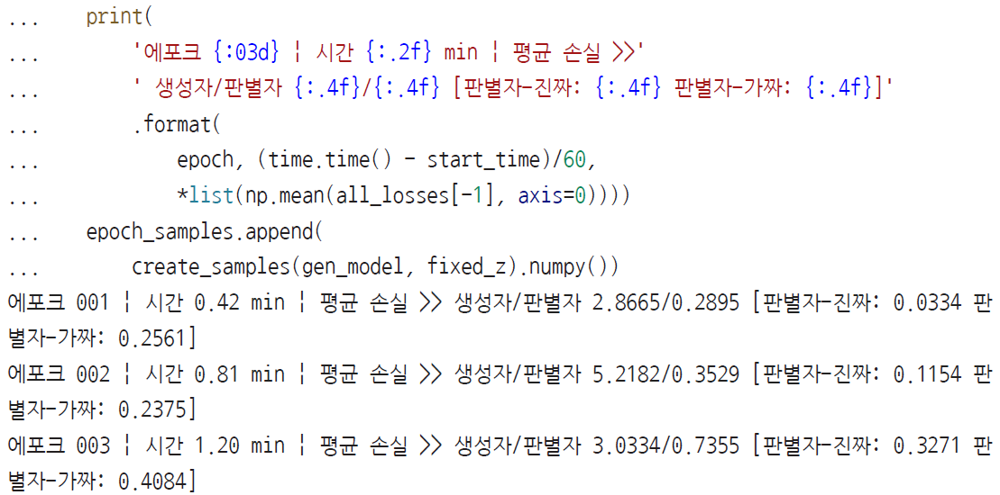 ...    print(
...        '에포크 {:03d} | 시간 {:.2f} min | 평균 손실 >>'
...        ' 생성자/판별자 {:.4f}/{:.4f} [판별자-진짜: {:.4f} 판별자-가짜: {:.4f}]'
...        .format(
...            epoch, (time.time() - start_time)/60,
...            *list(np.mean(all_losses[-1], axis=0))))
...    epoch_samples.append(
...        create_samples(gen_model, fixed_z).numpy())
에포크 001 | 시간 0.42 min | 평균 손실 >> 생성자/판별자 2.8665/0.2895 [판별자-진짜: 0.0334 판
별자-가짜: 0.2561]
에포크 002 | 시간 0.81 min | 평균 손실 >> 생성자/판별자 5.2182/0.3529 [판별자-진짜: 0.1154 판
별자-가짜: 0.2375]
에포크 003 | 시간 1.20 min | 평균 손실 >> 생성자/판별자 3.0334/0.7355 [판별자-진짜: 0.3271 판
별자-가짜: 0.4084]